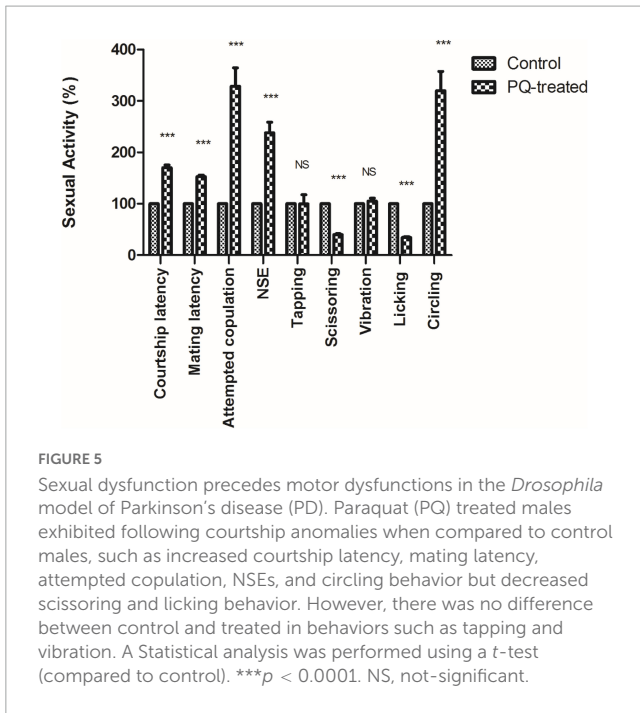 400
300
200
100
0
Sexual Activity (%)
***
***
***
***
NS
***
NS
***
***
Control
PQ-treated
Courtship latency
Mating latency
Attempted copulation
NSE
Tapping
Scissoring
Vibration
Licking
Circling
FIGURE 5
Sexual dysfunction precedes motor dysfunctions in the Drosophila
model of Parkinson’s disease (PD). Paraquat (PQ) treated males
exhibited following courtship anomalies when compared to control
males, such as increased courtship latency, mating latency,
attempted copulation, NSEs, and circling behavior but decreased
scissoring and licking behavior. However, there was no difference
between control and treated in behaviors such as tapping and
vibration. A Statistical analysis was performed using a t-test
(compared to control). ***p < 0.0001. NS, not-significant.